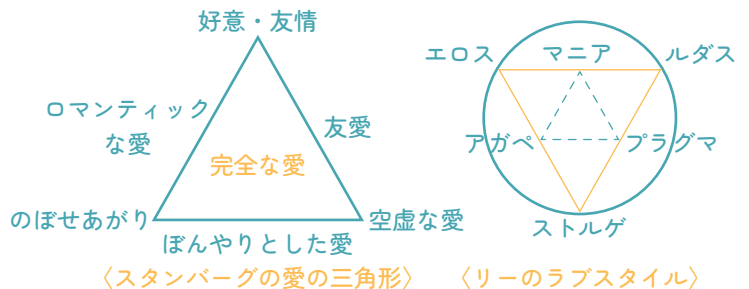 好意・友情
ロマンティック
な愛
友愛
完全な愛
のぼせあがり
空虚な愛
ぼんやりとした愛
〈スタンバーグの愛の三角形〉
エロス
マニア
ルダス
アガペ
プラグマ
ストルゲ
〈リーのラブスタイル〉